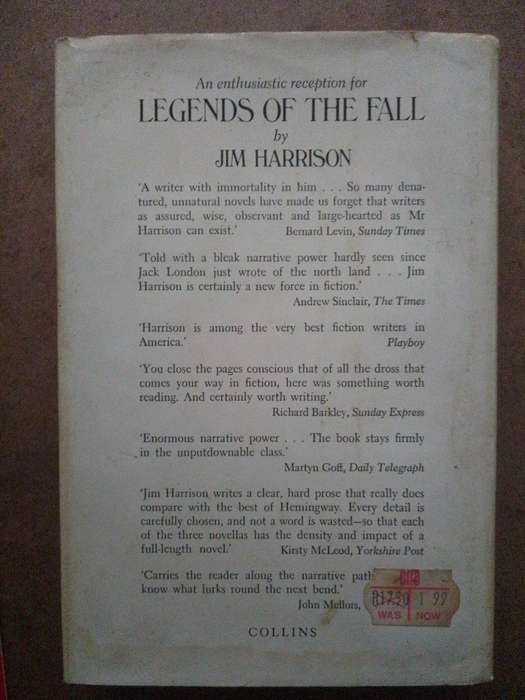 An enthusiastic reception for
LEGENDS OF THE FALL
by
JIM HARRISON
'A writer with immortality in him . . . So many dena-
tured, unnatural novels have made us forget that writers
as assured, wise, observant and large-hearted as Mr
Harrison can exist.' Bernard Levin, Sunday Times
'Told with a bleak narrative power hardly seen since
Jack London just wrote of the north land . . . Jim
Harrison is certainly a new force in fiction.'
Andrew Sinclair, The Times
'Harrison is among the very best fiction writers in
America.' Playboy
'You close the pages conscious that of all the dross that
comes your way in fiction, here was something worth
reading. And certainly worth writing.'
Richard Barkley, Sunday Express
'Enormous narrative power . . . The book stays firmly
in the unputdownable class.'
Martyn Goff, Daily Telegraph
'Jim Harrison writes a clear, hard prose that really does
compare with the best of Hemingway. Every detail is
carefully chosen, and not a word is wasted—so that each
of the three novellas has the density and impact of a
full-length novel.' Kirsty McLeod, Yorkshire Post
'Carries the reader along the narrative path
know what lurks round the next bend.'
John Mellors,
1 99
WAS NOW
COLLINS